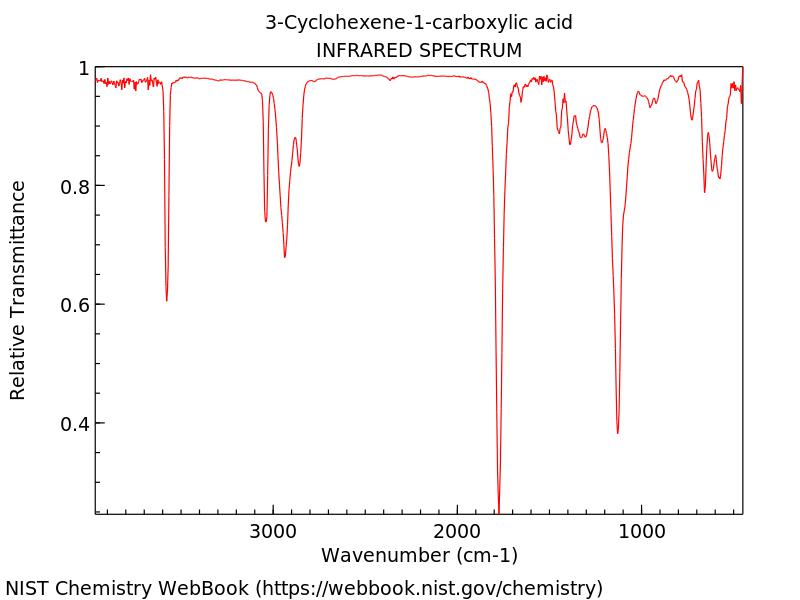 3-Cyclohexene-1-carboxylic acid
INFRARED SPECTRUM
1
0.8
0.6
0.4
Relative Transmittance
3000 2000 1000
Wavenumber (cm-1)
NIST Chemistry WebBook (https://webbook.nist.gov/chemistry)